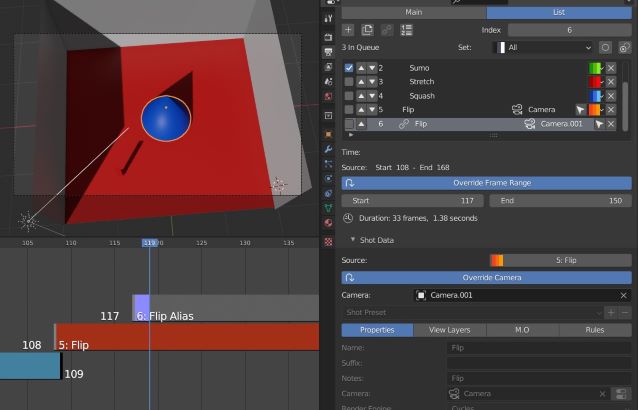 Main List
Index 6
3 In Queue Set: All
2 Sumo
3 Stretch
4 Squash
5 Flip Camera
6 Flip Camera.001
Time:
Source: Start 108 - End 168
Override Frame Range
Start 117 End 150
Duration: 33 frames, 1.38 seconds
Shot Data
Source: 5: Flip
Override Camera
Camera: Camera.001
Shot Preset
Properties View Layers M.O Rules
Name: Flip
Suffix:
Notes: Flip
Camera: Camera
Render Engine Cycles
105 110 115 119 125 130 135
117 6: Flip Alias
108 5: Flip
109